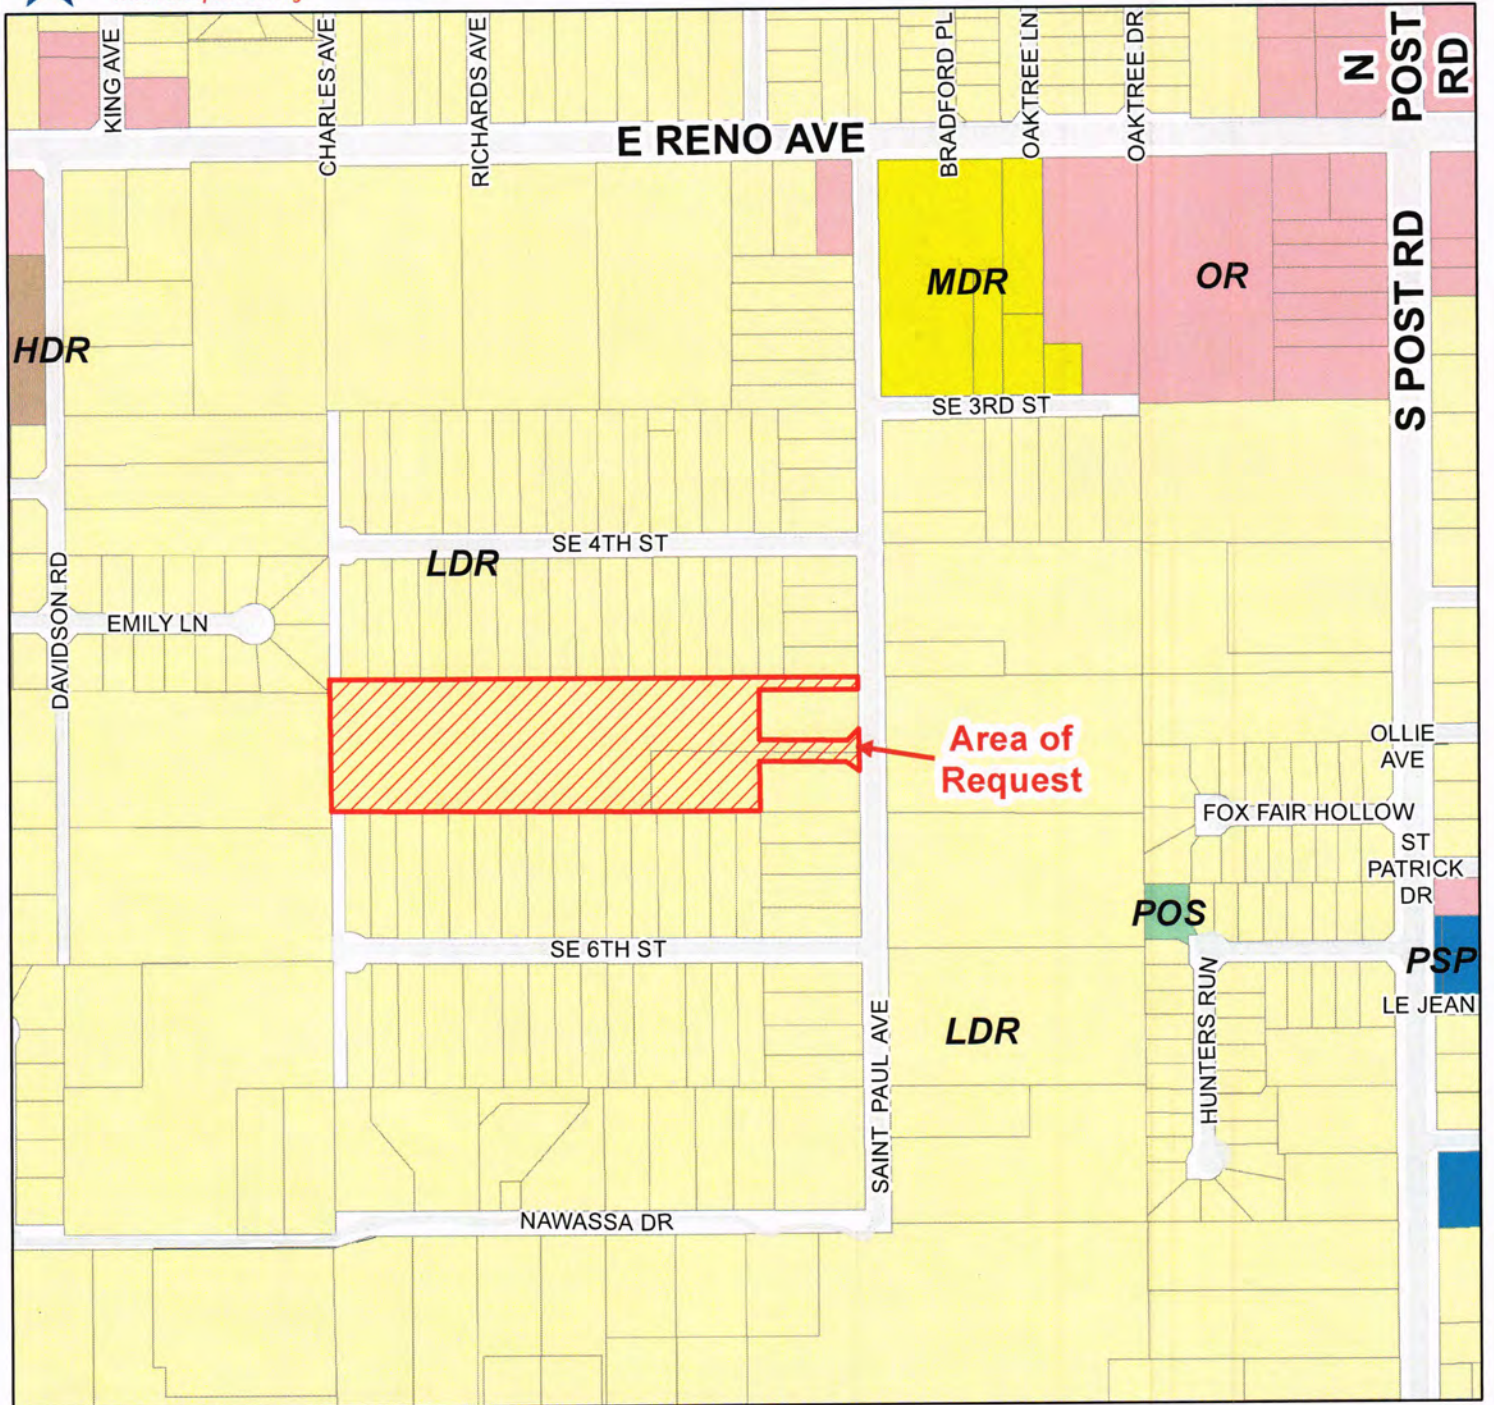 KING AVE
CHARLES AVE
RICHARDS AVE
BRADFORD PL
OAKTREE LN
OAKTREE DR
N
POST
RD
E RENO AVE
MDR
OR
S POST RD
HDR
SE 3RD ST
SE 4TH ST
LDR
DAVIDSON RD
EMILY LN
Area of
Request
OLLIE
AVE
FOX FAIR HOLLOW
ST
PATRICK
DR
POS
SE 6TH ST
PSP
LE JEAN
HUNTERS RUN
SAINT PAUL AVE
LDR
NAWASSA DR